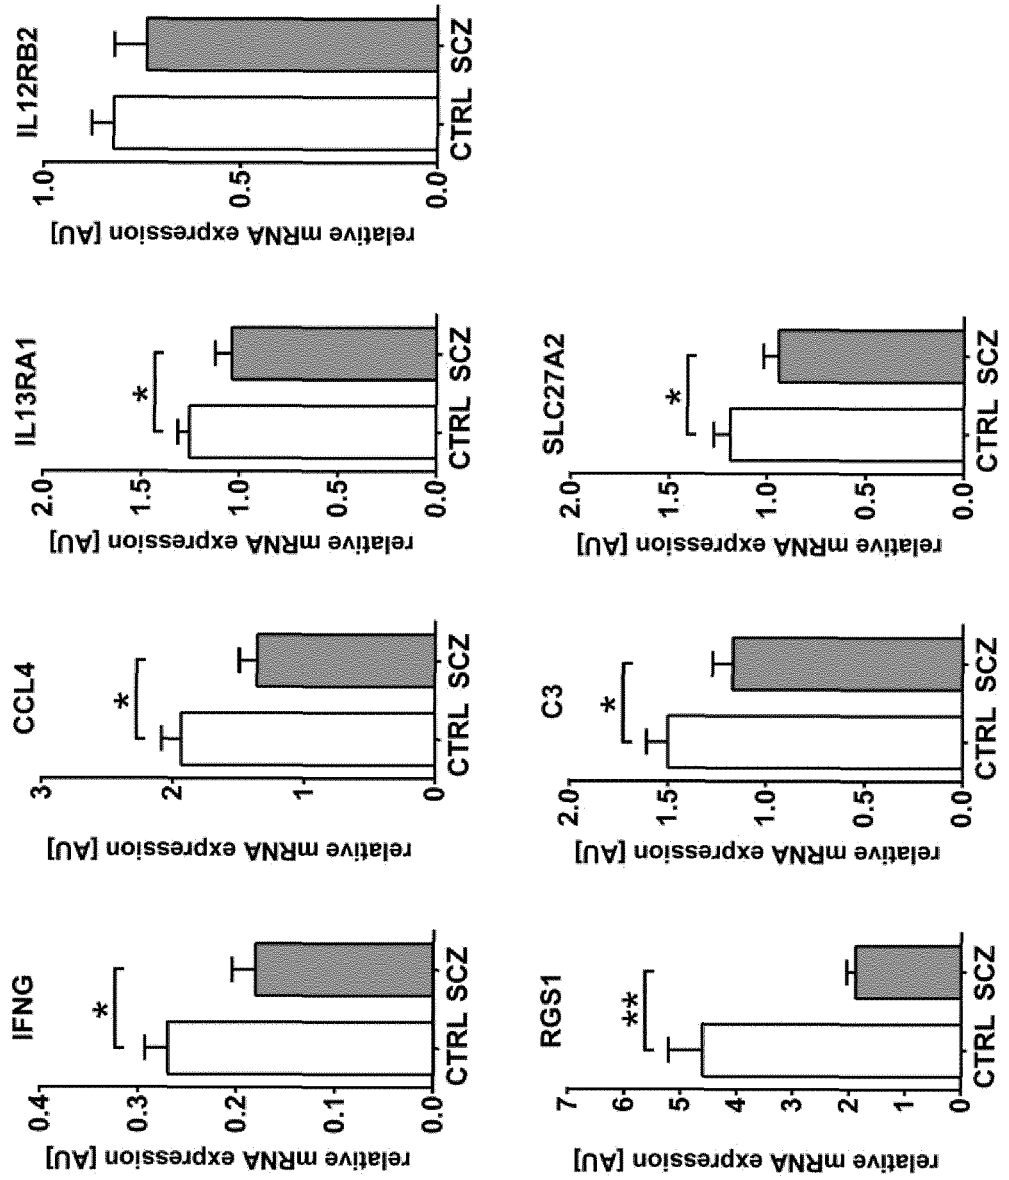 IFNG
*
relative mRNA expression [AU]
0.4
0.3
0.2
0.1
0.0
CTRL SCZ
CCL4
*
relative mRNA expression [AU]
3
2
1
0
CTRL SCZ
IL13RA1
*
relative mRNA expression [AU]
2.0
1.5
1.0
0.5
0.0
CTRL SCZ
IL12RB2
relative mRNA expression [AU]
1.0
0.5
0.0
CTRL SCZ
RGS1
**
relative mRNA expression [AU]
7
6
5
4
3
2
1
0
CTRL SCZ
C3
*
relative mRNA expression [AU]
2.0
1.5
1.0
0.5
0.0
CTRL SCZ
SLC27A2
*
relative mRNA expression [AU]
2.0
1.5
1.0
0.5
0.0
CTRL SCZ